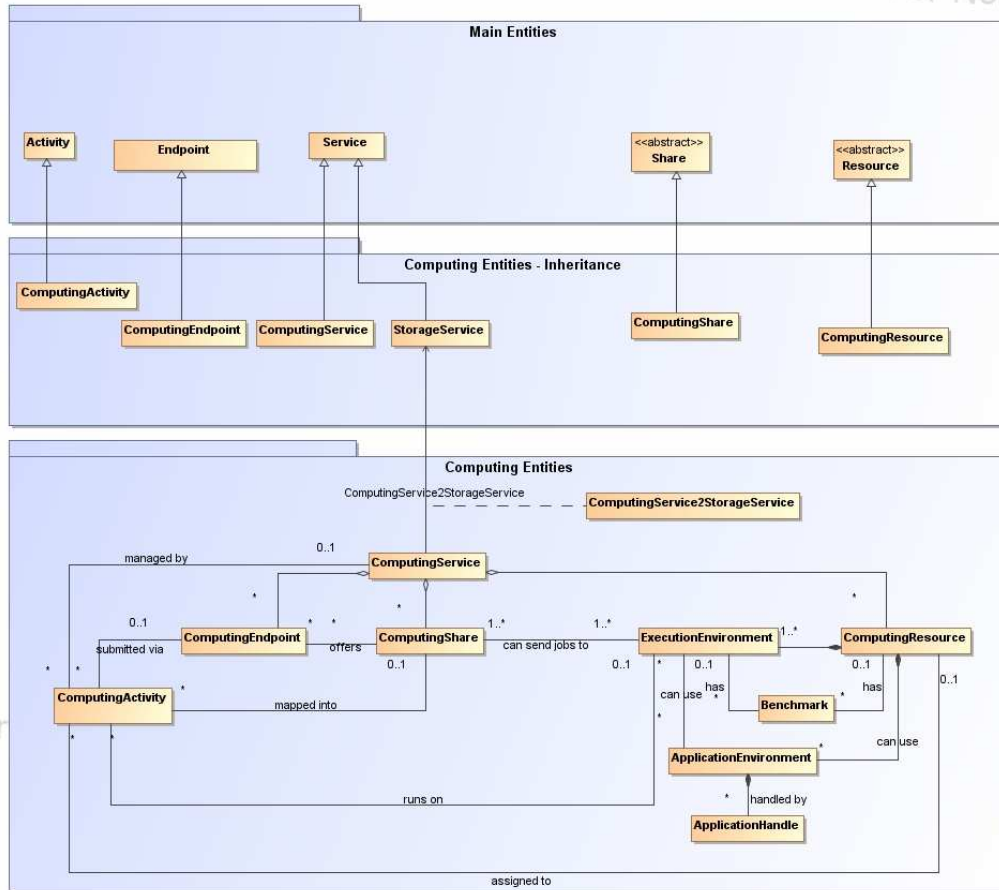 Main Entities
Activity
Endpoint
Service
<<abstract>>
Share
<<abstract>>
Resource
Computing Entities - Inheritance
ComputingActivity
ComputingEndpoint
ComputingService
StorageService
ComputingShare
ComputingResource
Computing Entities
ComputingService2StorageService
ComputingService2StorageService
managed by
0..1
ComputingService
*
*
*
0..1
submitted via
ComputingEndpoint
*
*
offers
ComputingShare
0..1
1..*
can send jobs to
1..*
ExecutionEnvironment
1..*
ComputingResource
0..1
*
0..1
0..1
0..1
*
*
ComputingActivity
*
mapped into
can use
has
*
Benchmark
*
has
*
*
*
ApplicationEnvironment
*
can use
runs on
*
handled by
ApplicationHandle
assigned to